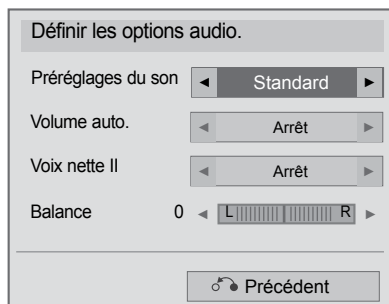 Définir les options audio.
Préréglages du son ◄ Standard ►
Volume auto. ◄ Arrêt ►
Voix nette II ◄ Arrêt ►
Balance 0 ◄ L R ►
Précédent